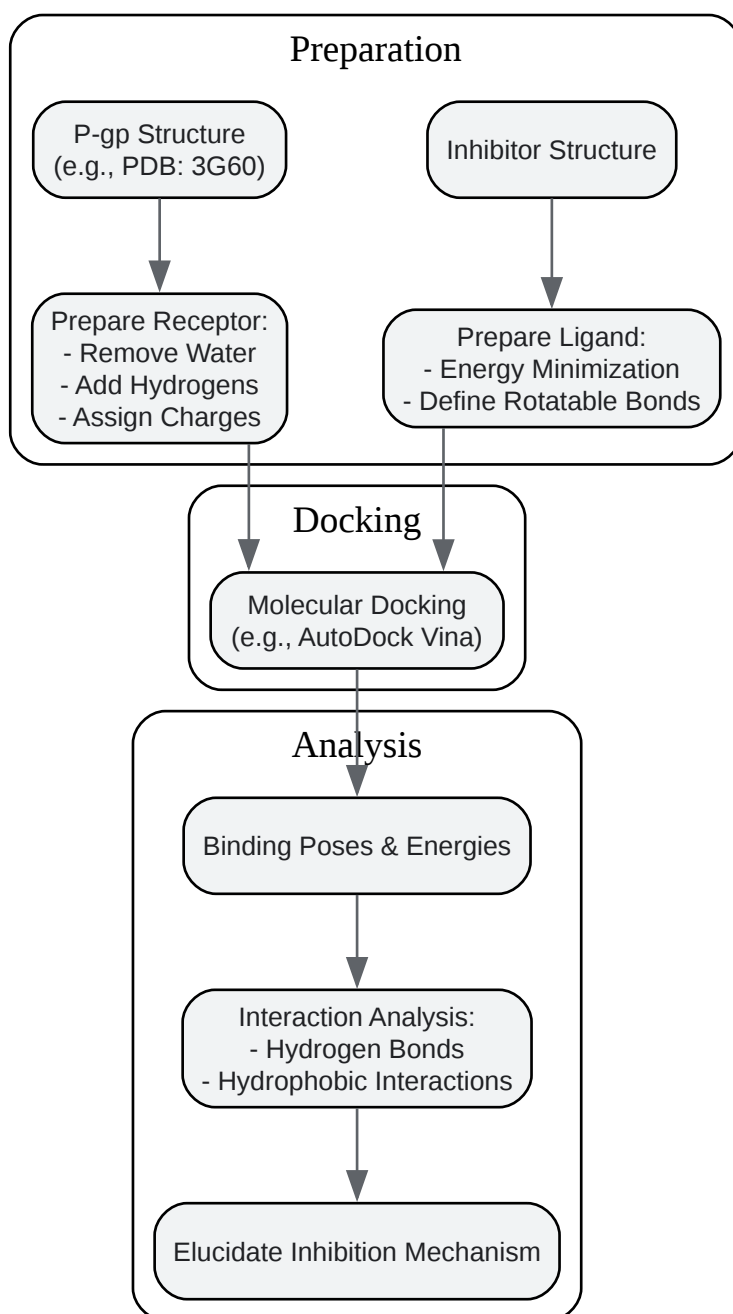 Preparation
P-gp Structure
(e.g., PDB: 3G60)
Inhibitor Structure
Prepare Receptor:
- Remove Water
- Add Hydrogens
- Assign Charges
Prepare Ligand:
- Energy Minimization
- Define Rotatable Bonds
Docking
Molecular Docking
(e.g., AutoDock Vina)
Analysis
Binding Poses & Energies
Interaction Analysis:
- Hydrogen Bonds
- Hydrophobic Interactions
Elucidate Inhibition Mechanism